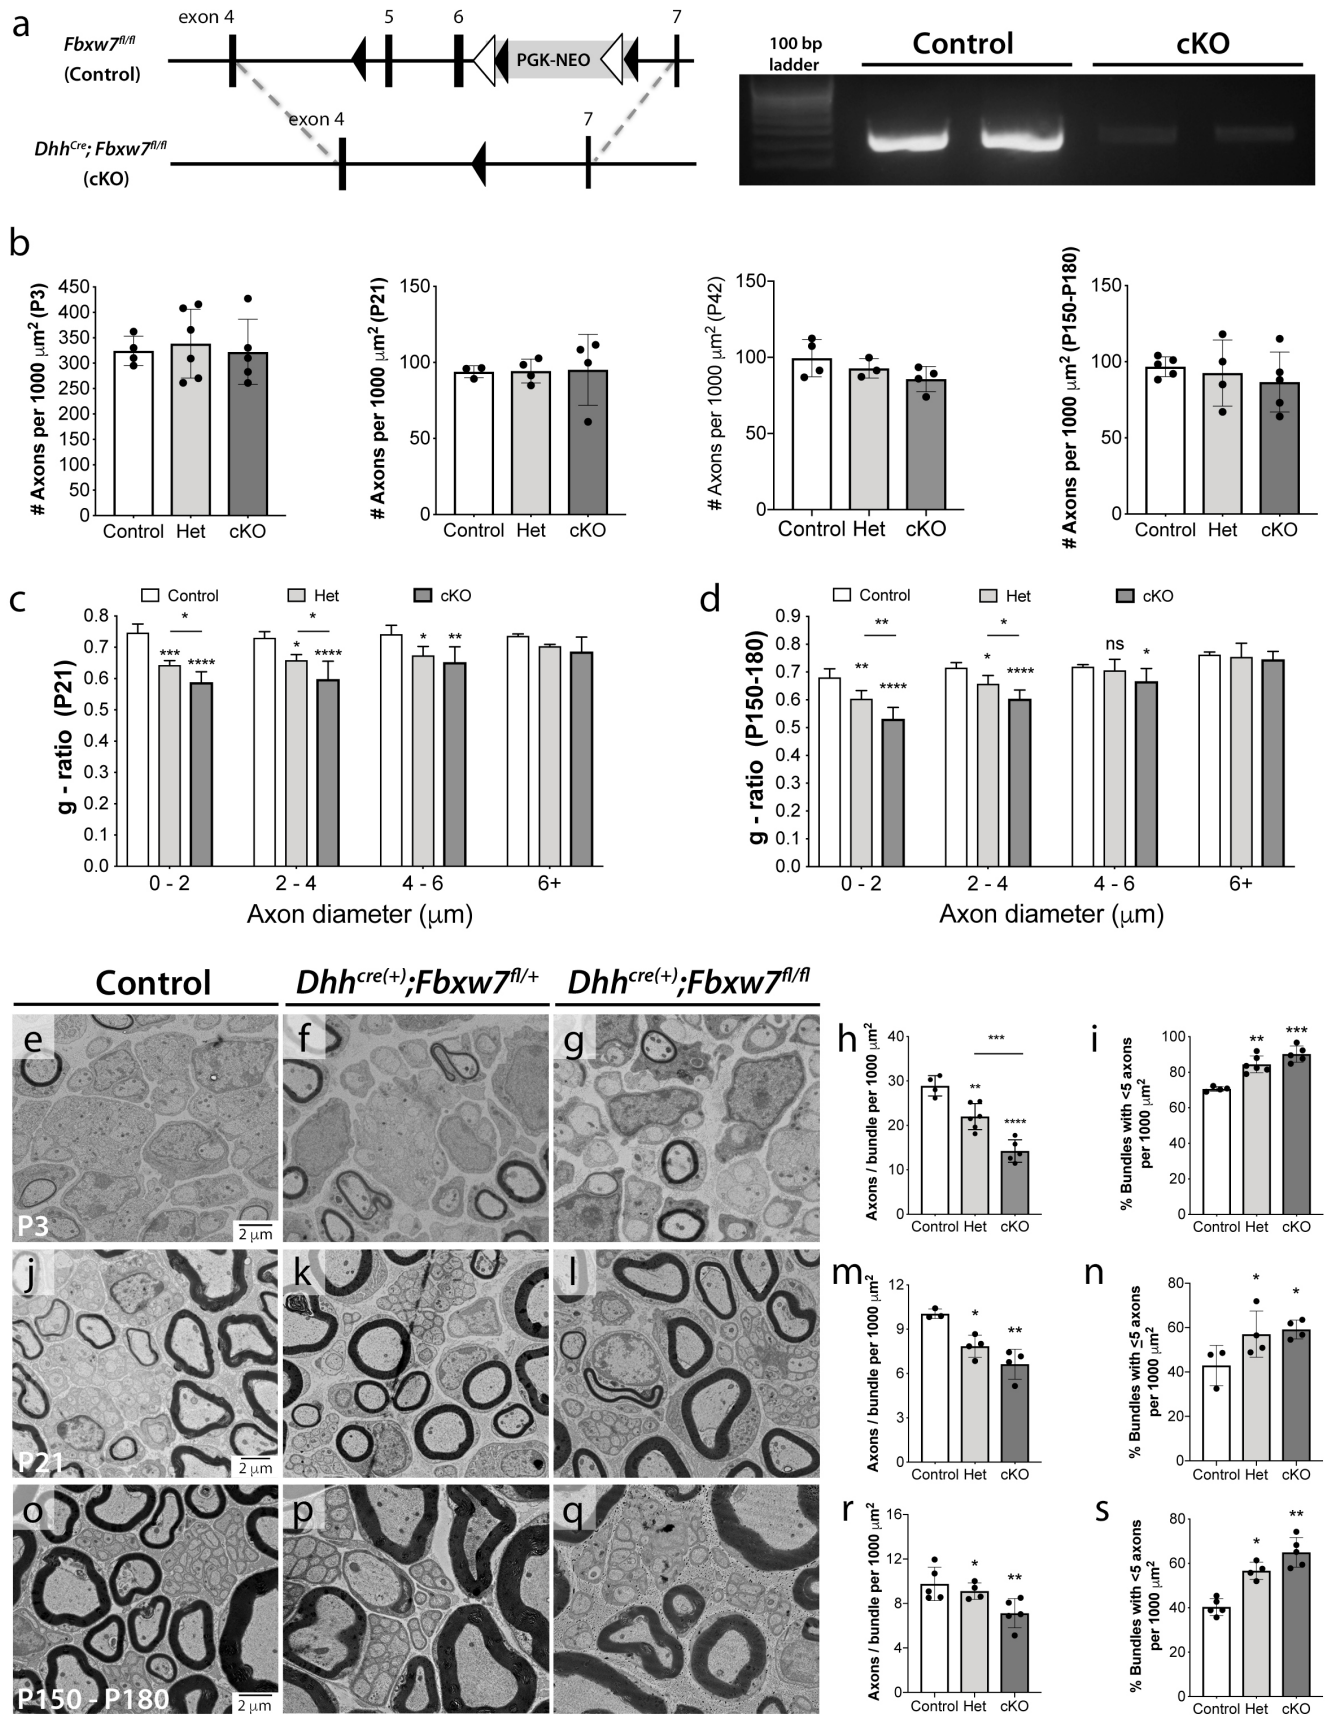 a
exon 4
5
6
7
Fbxw7fl/fl
(Control)
PGK-NEO
exon 4
7
DhhCre; Fbxw7fl/fl
(cKO)
100 bp
ladder
Control
cKO
b
# Axons per 1000 μm2 (P3)
450
400
350
300
250
200
150
100
50
0
Control Het cKO
# Axons per 1000 μm2 (P21)
150
100
50
0
Control Het cKO
# Axons per 1000 μm2 (P42)
150
100
50
0
Control Het cKO
# Axons per 1000 μm2 (P150-P180)
150
100
50
0
Control Het cKO
c
Control
Het
cKO
g - ratio (P21)
0.8
0.7
0.6
0.5
0.4
0.3
0.2
0.1
0.0
*
***
****
*
*
****
*
**
0 - 2
2 - 4
4 - 6
6+
Axon diameter (μm)
d
Control
Het
cKO
g - ratio (P150-180)
0.9
0.8
0.7
0.6
0.5
0.4
0.3
0.2
0.1
0.0
**
**
****
*
*
****
ns
*
0 - 2
2 - 4
4 - 6
6+
Axon diameter (μm)
Control
Dhhcre(+);Fbxw7fl/+
Dhhcre(+);Fbxw7fl/fl
e
P3
2 μm
f
g
h
Axons / bundle per 1000 μm2
40
30
20
10
0
***
**
****
Control Het cKO
i
% Bundles with <5 axons
per 1000 μm2
100
80
60
40
20
0
**
***
Control Het cKO
j
P21
2 μm
k
l
m
Axons / bundle per 1000 μm2
12
9
6
3
0
*
**
Control Het cKO
n
% Bundles with <5 axons
per 1000 μm2
80
60
40
20
0
*
*
Control Het cKO
o
P150 - P180
2 μm
p
q
r
Axons / bundle per 1000 μm2
16
12
8
4
0
*
**
Control Het cKO
s
% Bundles with <5 axons
per 1000 μm2
80
60
40
20
0
*
**
Control Het cKO